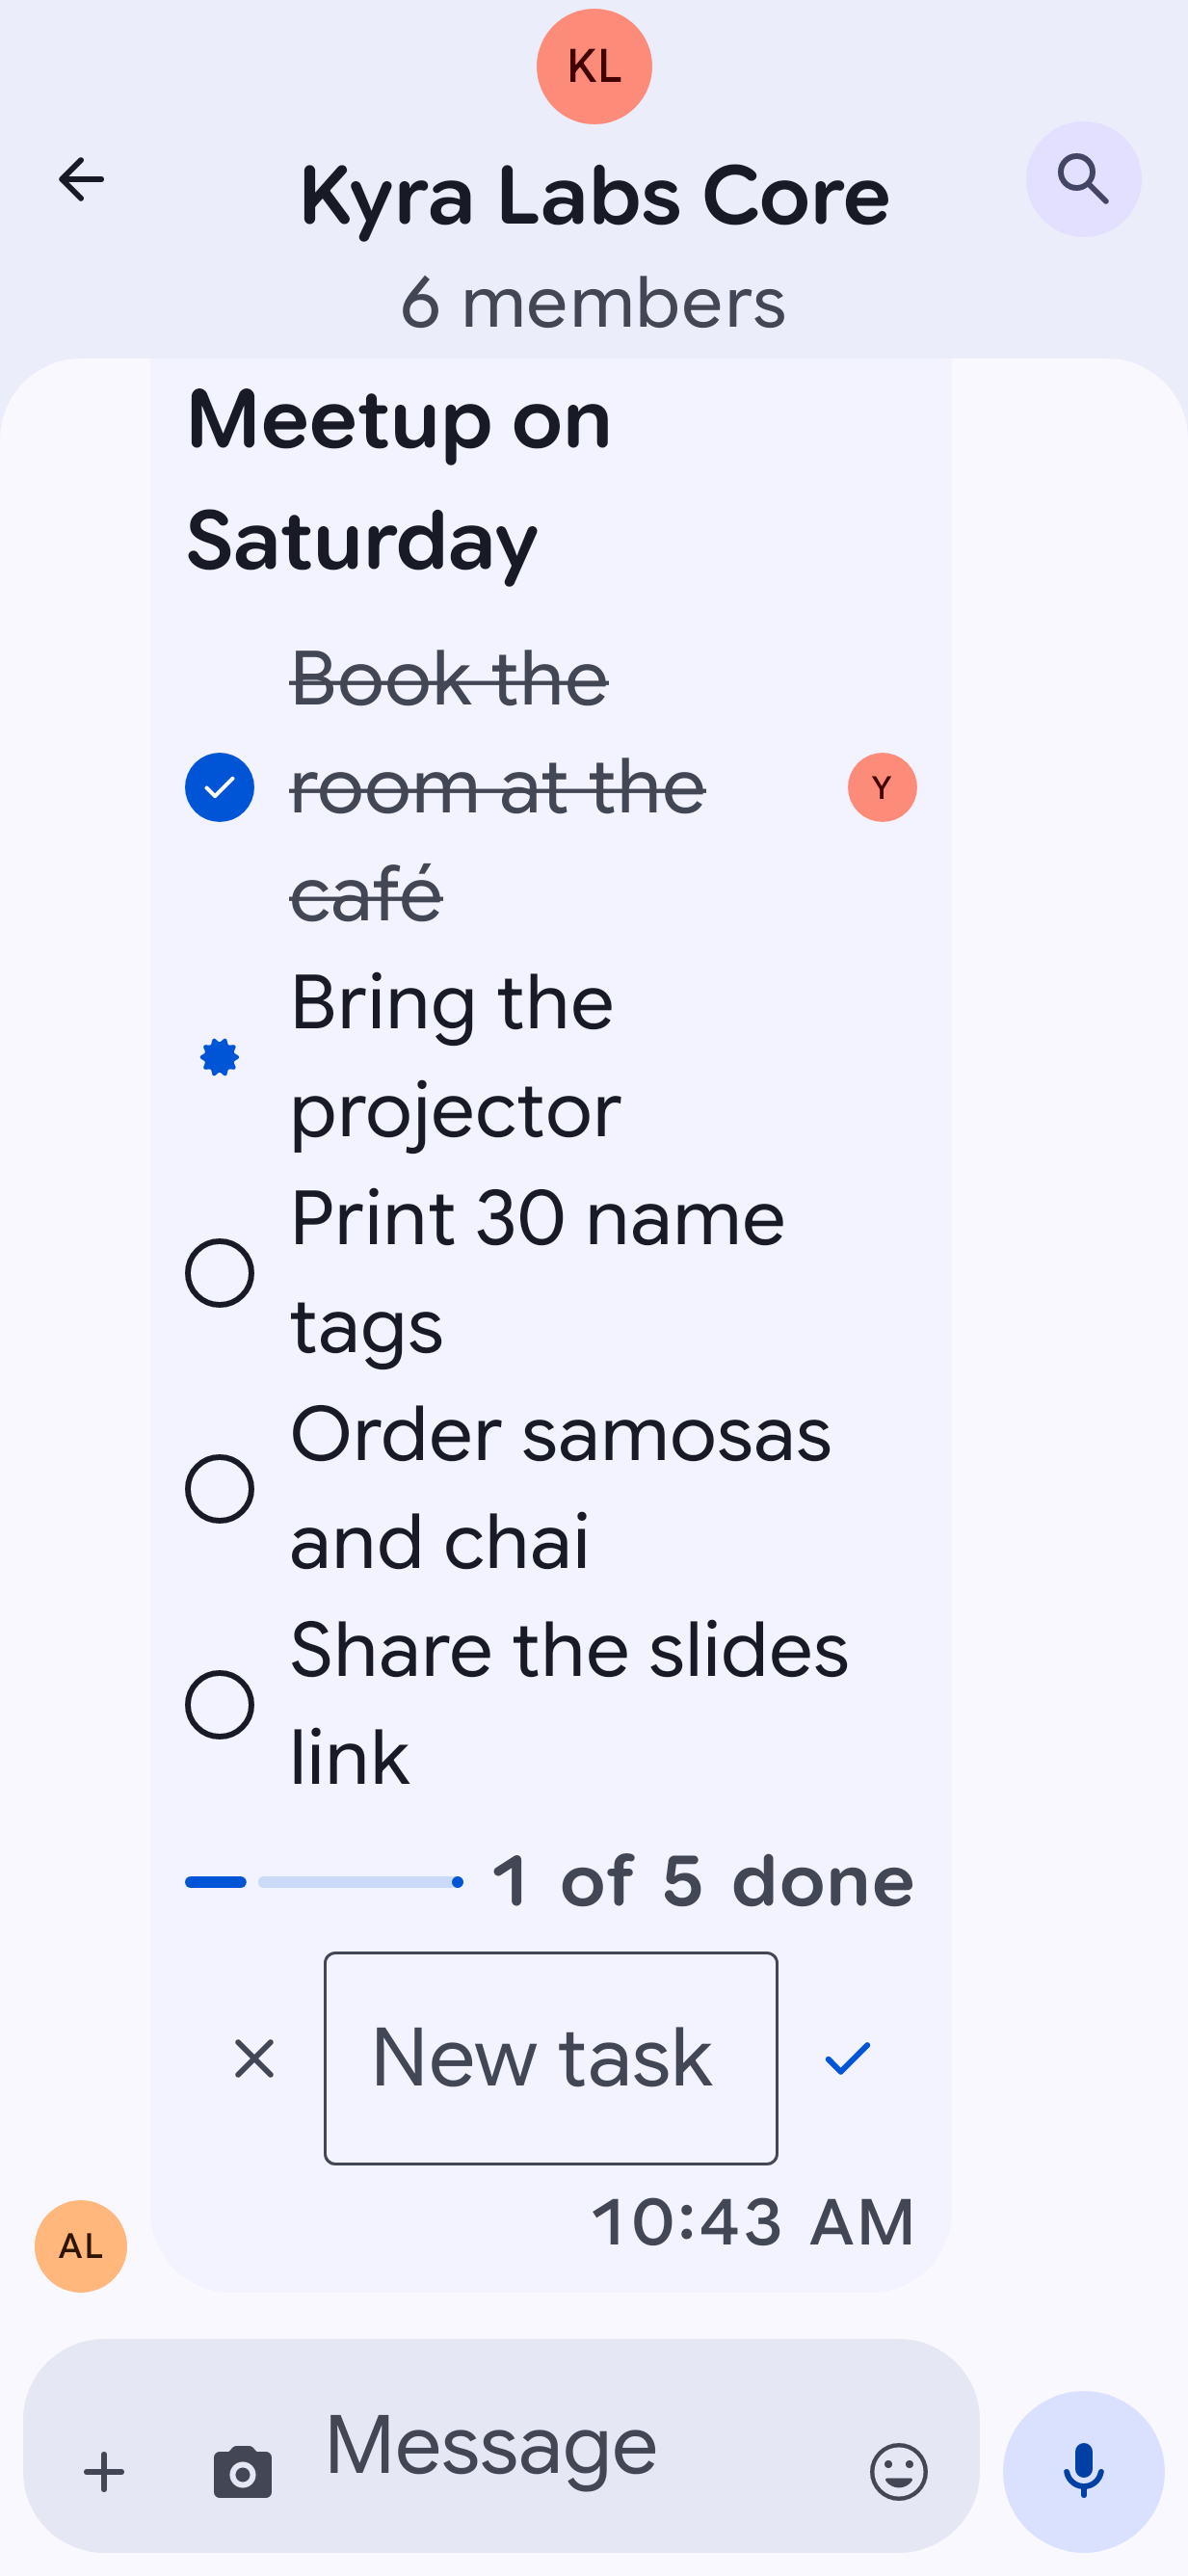 KL
Kyra Labs Core
6 members
Meetup on
Saturday
Book the
room at the
café
Y
Bring the
projector
Print 30 name
tags
Order samosas
and chai
Share the slides
link
1 of 5 done
New task
10:43 AM
AL
Message